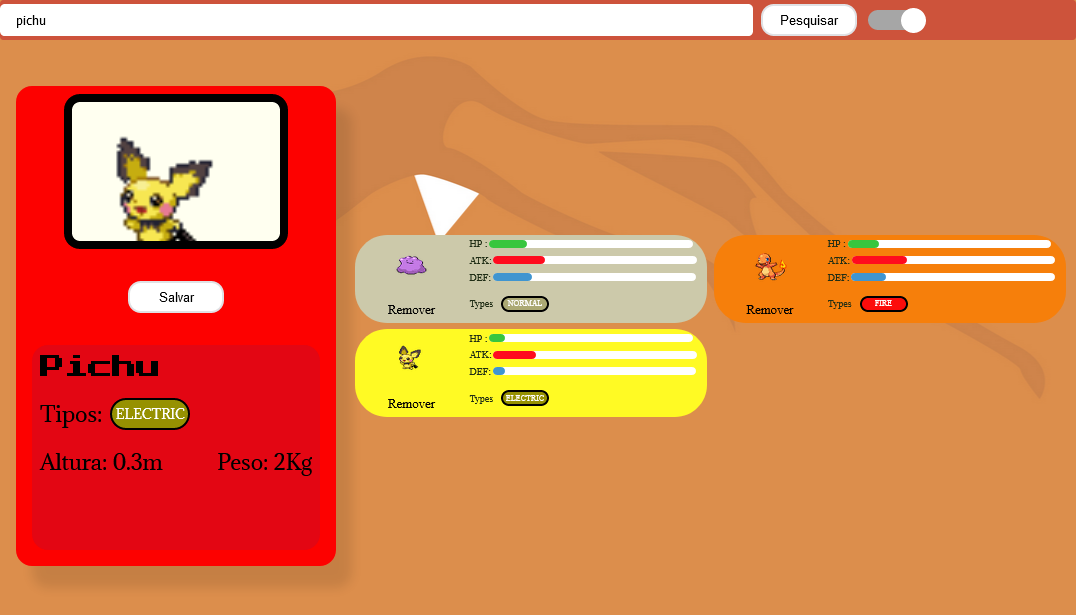 pichu
Pesquisar
Salvar
Pichu
Tipos: ELECTRIC
Altura: 0.3m Peso: 2Kg
HP :
ATK:
DEF:
Types NORMAL
Remover
HP :
ATK:
DEF:
Types FIRE
Remover
HP :
ATK:
DEF:
Types ELECTRIC
Remover